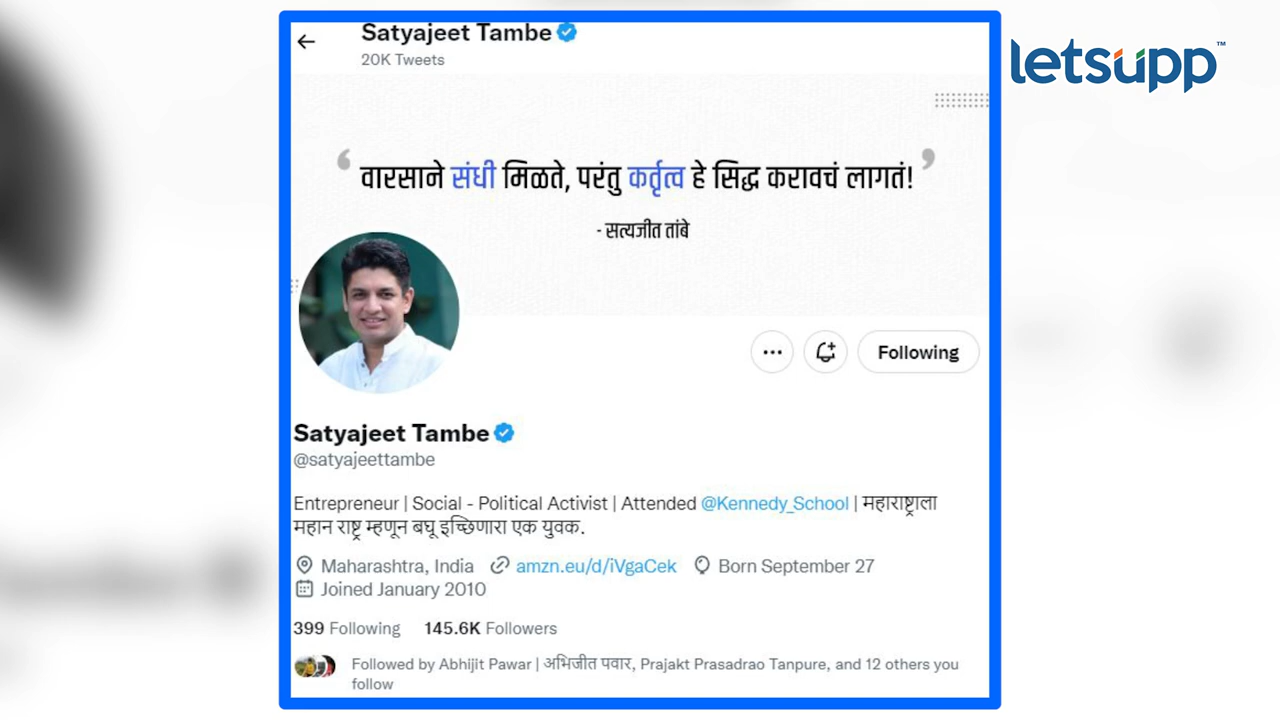 Satyajeet Tambe
20K Tweets
letsupp™
‘ वारसाने संधी मिळते, परंतु कर्तृत्व हे सिद्ध करावचं लागतं! ’
- सत्यजीत तांबे
Following
Satyajeet Tambe
@satyajeettambe
Entrepreneur | Social - Political Activist | Attended @Kennedy_School | महाराष्ट्राला
महान राष्ट्र म्हणून बघू इच्छिणारा एक युवक.
Maharashtra, India amzn.eu/d/iVgaCek Born September 27
Joined January 2010
399 Following 145.6K Followers
Followed by Abhijit Pawar | अभिजीत पवार, Prajakt Prasadrao Tanpure, and 12 others you
follow